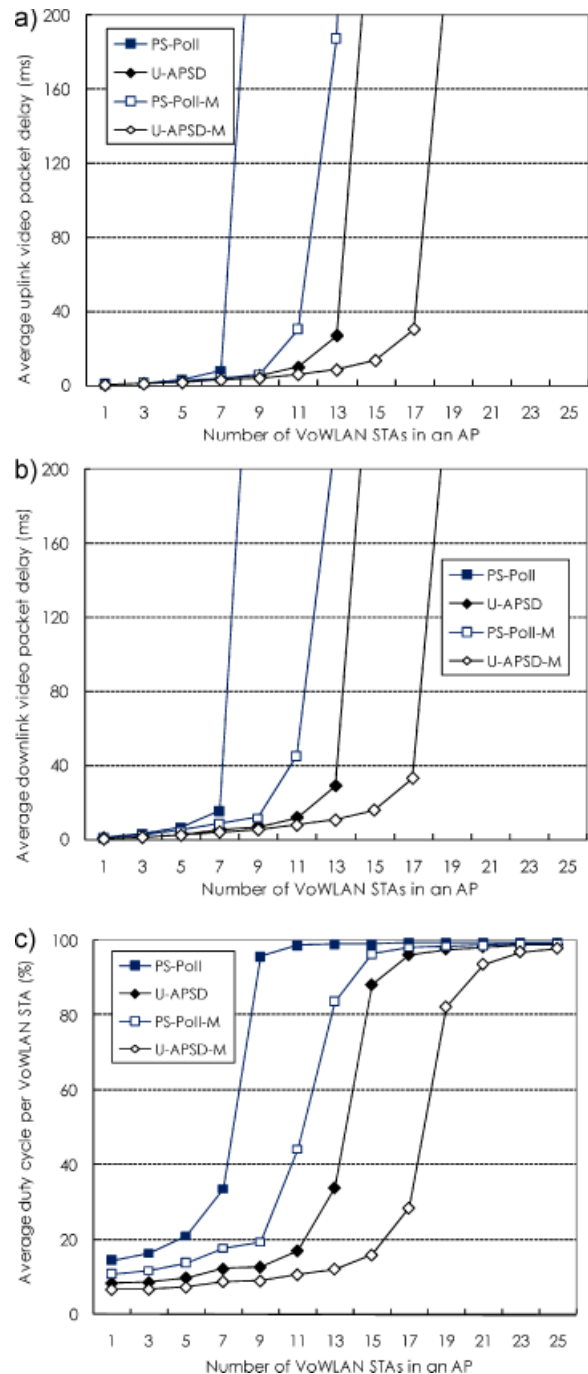 a)
200
160
120
80
40
0
Average uplink video packet delay (ms)
PS-Poll
U-APSD
PS-Poll-M
U-APSD-M
1 3 5 7 9 11 13 15 17 19 21 23 25
Number of VoWLAN STAs in an AP
b)
200
160
120
80
40
0
Average downlink video packet delay (ms)
PS-Poll
U-APSD
PS-Poll-M
U-APSD-M
1 3 5 7 9 11 13 15 17 19 21 23 25
Number of VoWLAN STAs in an AP
c)
100
80
60
40
20
0
Average duty cycle per VoWLAN STA (%)
PS-Poll
U-APSD
PS-Poll-M
U-APSD-M
1 3 5 7 9 11 13 15 17 19 21 23 25
Number of VoWLAN STAs in an AP